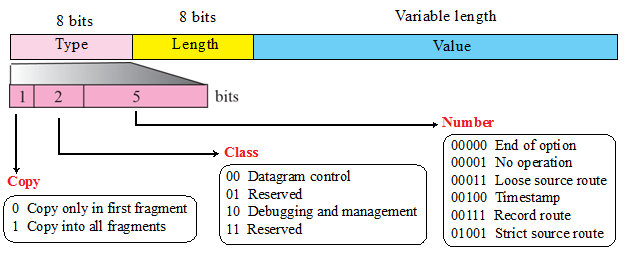 8 bits 8 bits Variable length
Type Length Value
1 2 5 bits
Number
00000 End of option
00001 No operation
00011 Loose source route
00100 Timestamp
00111 Record route
01001 Strict source route
Class
00 Datagram control
01 Reserved
10 Debugging and management
11 Reserved
Copy
0 Copy only in first fragment
1 Copy into all fragments